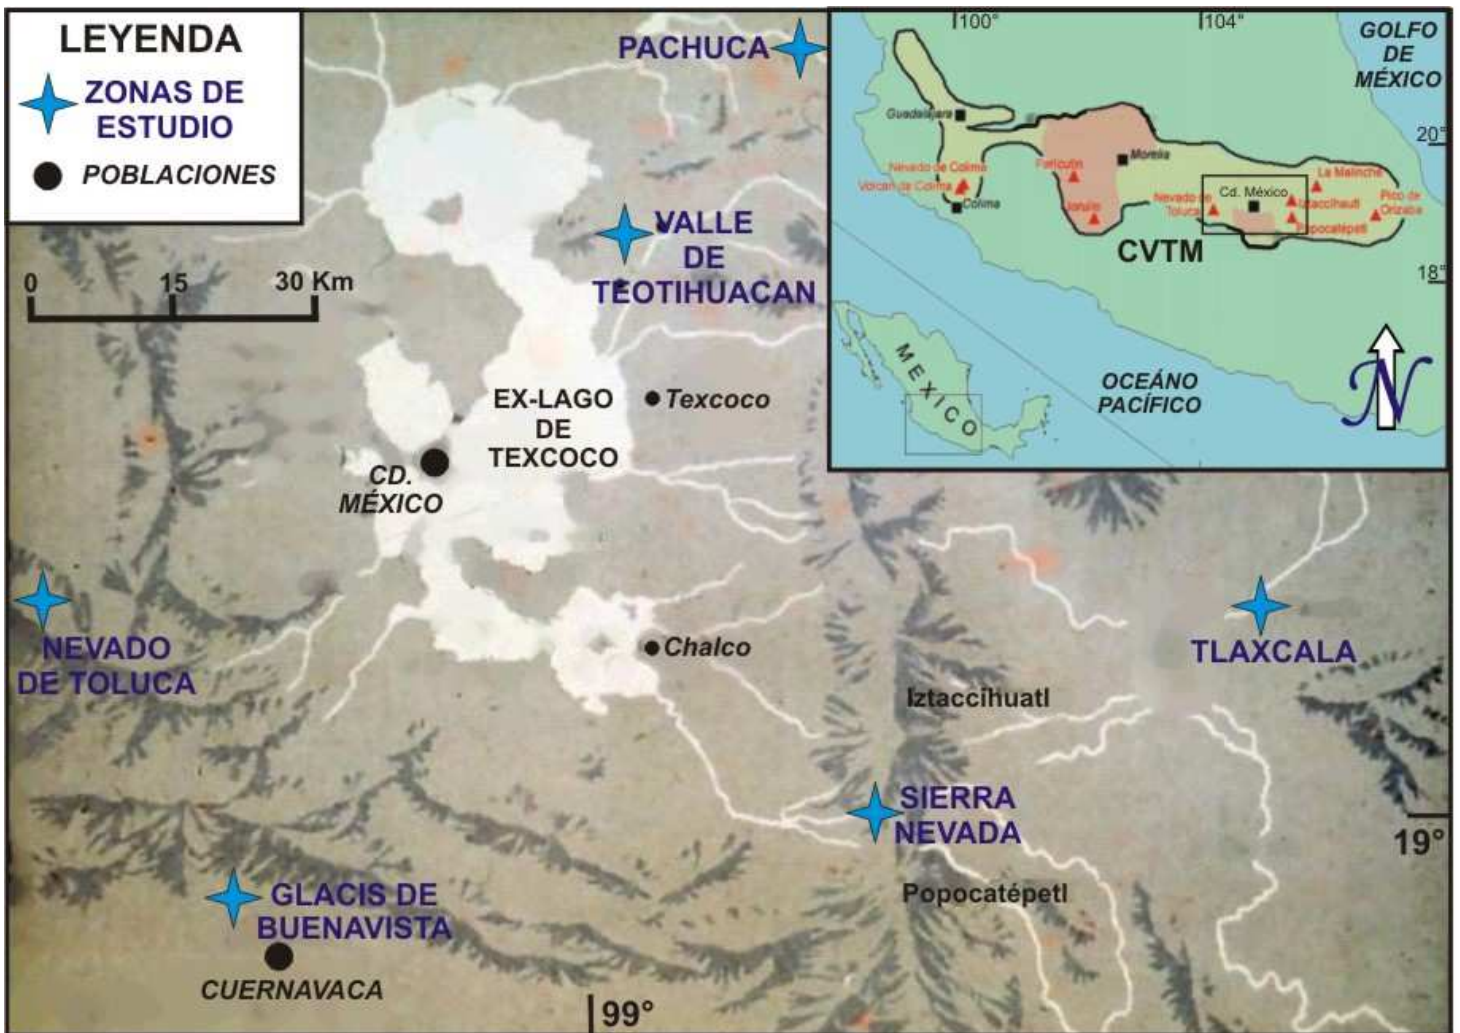 LEYENDA
ZONAS DE
ESTUDIO
POBLACIONES
0 15 30 Km
PACHUCA
VALLE
DE
TEOTIHUACAN
EX-LAGO
DE
TEXCOCO
Texcoco
CD.
MÉXICO
Chalco
NEVADO
DE TOLUCA
TLAXCALA
Iztaccihuatl
SIERRA
NEVADA
Popocatépetl
GLACIS DE
BUENAVISTA
CUERNAVACA
99°
19°
100°
104°
GOLFO
DE
MÉXICO
20°
18°
Guadalajara
Nevado de Colima
Volcán de Colima
Colima
Paricutín
Jorullo
Morelia
Nevado de
Toluca
Cd. México
La Malinche
Iztaccíhuatl
Popocatépetl
Pico de
Orizaba
CVTM
MEXICO
OCEÁNO
PACÍFICO
N